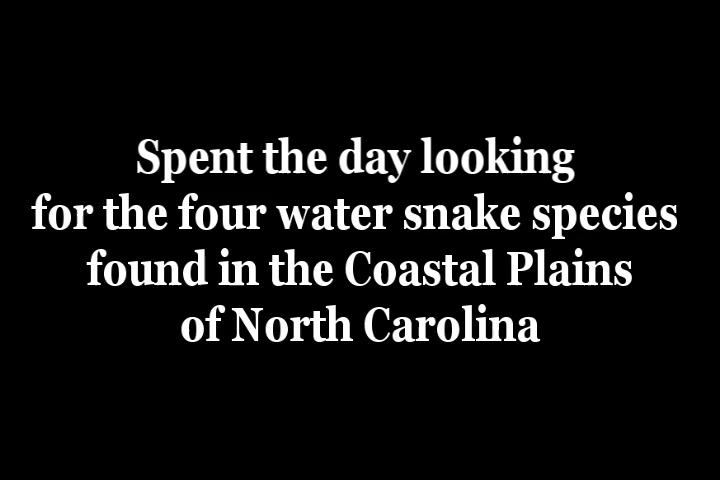 Spent the day looking
for the four water snake species
found in the Coastal Plains
of North Carolina